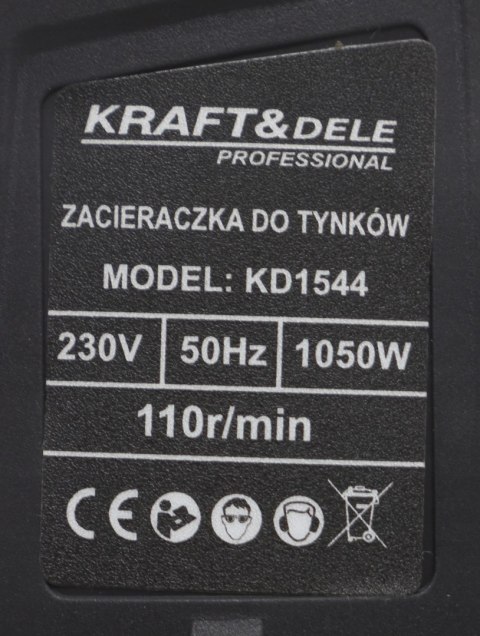 KRAFT&DELE
PROFESSIONAL
ZACIERACZKA DO TYNKÓW
MODEL: KD1544
230V 50Hz 1050W
110r/min
CE